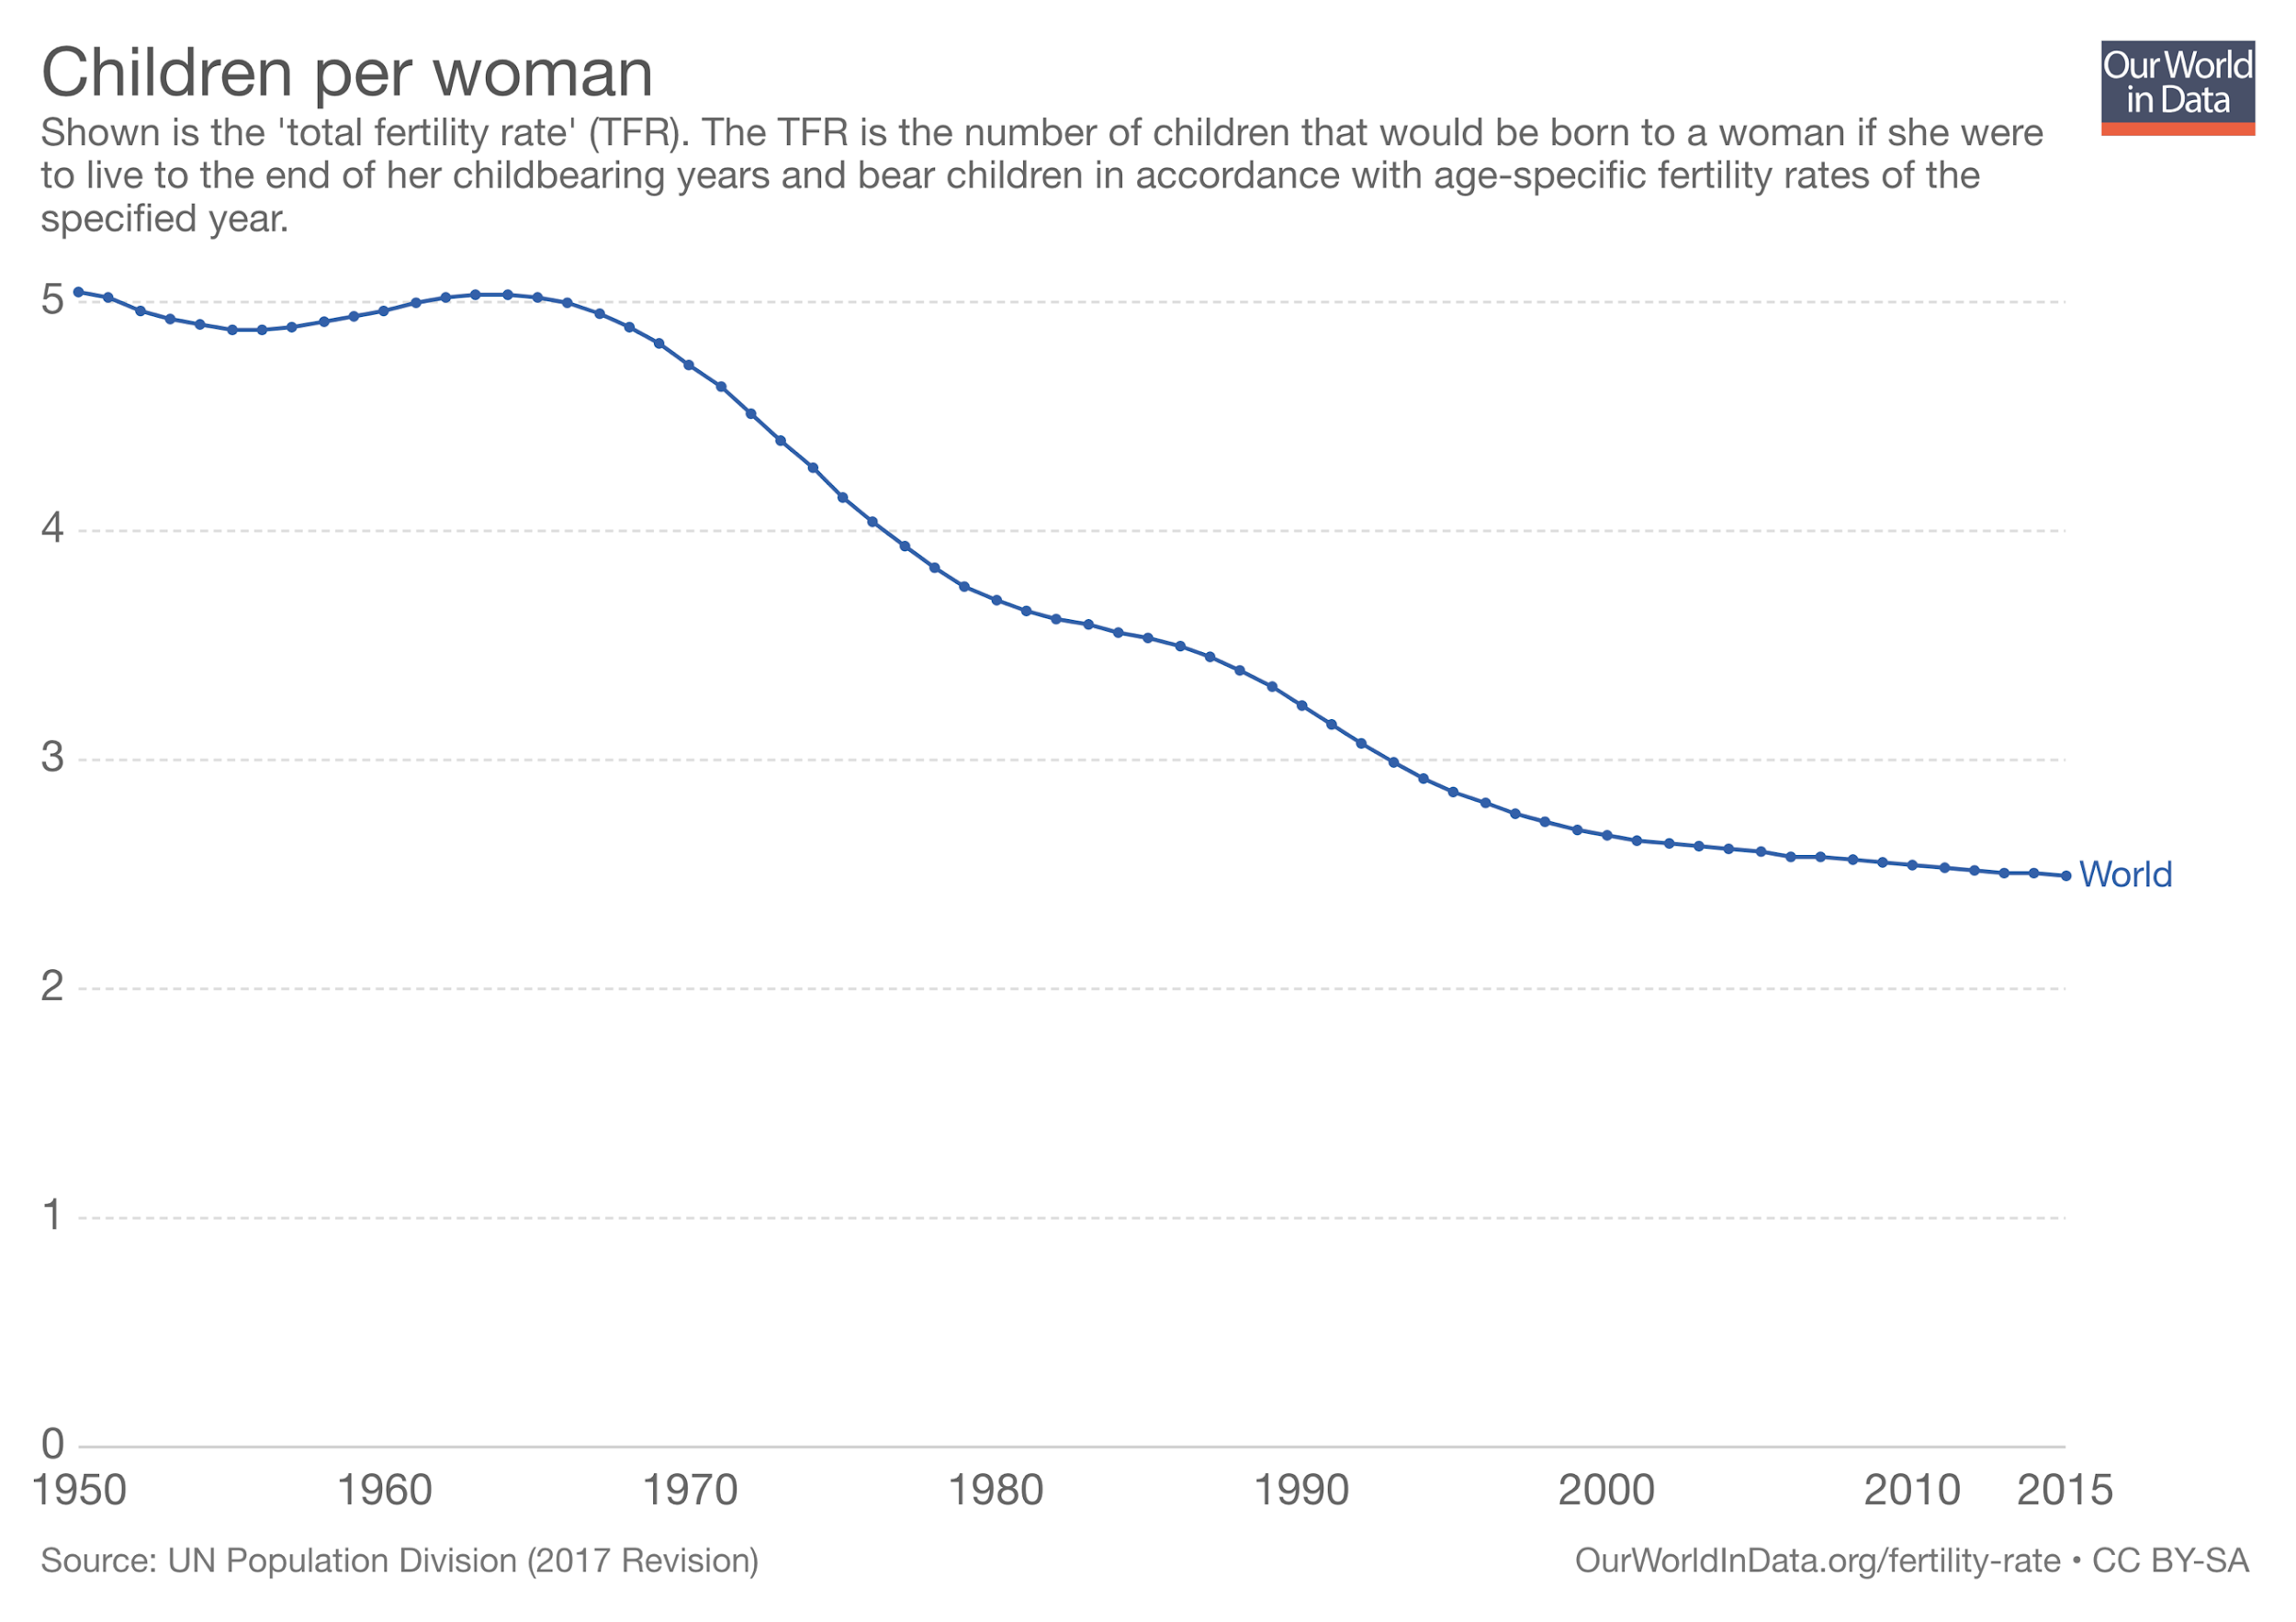 Children per woman
Our World
in Data
Shown is the 'total fertility rate' (TFR). The TFR is the number of children that would be born to a woman if she were
to live to the end of her childbearing years and bear children in accordance with age-specific fertility rates of the
specified year.
5
4
3
2
1
0
World
1950 1960 1970 1980 1990 2000 2010 2015
Source: UN Population Division (2017 Revision)
OurWorldInData.org/fertility-rate • CC BY-SA